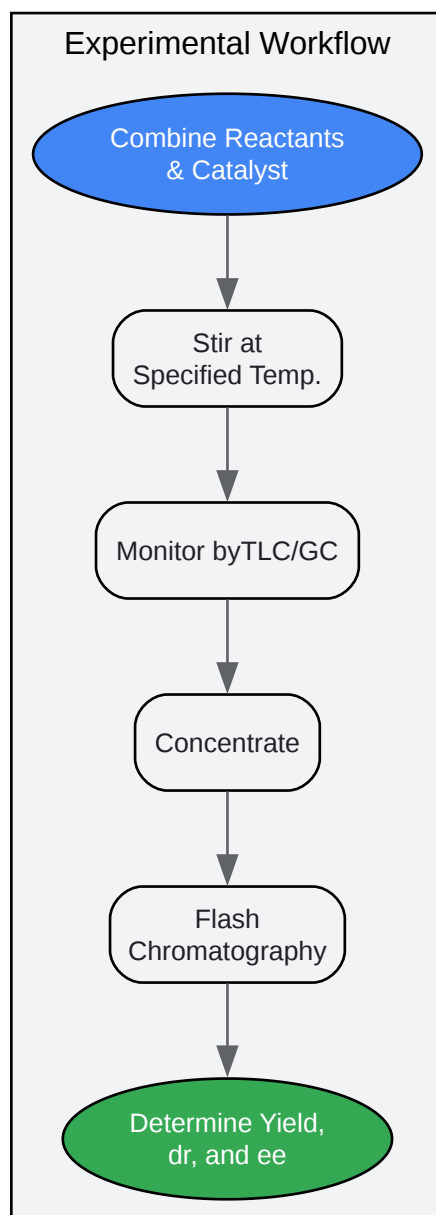 Experimental Workflow
Combine Reactants
& Catalyst
Stir at
Specified Temp.
Monitor byTLC/GC
Concentrate
Flash
Chromatography
Determine Yield,
dr, and ee